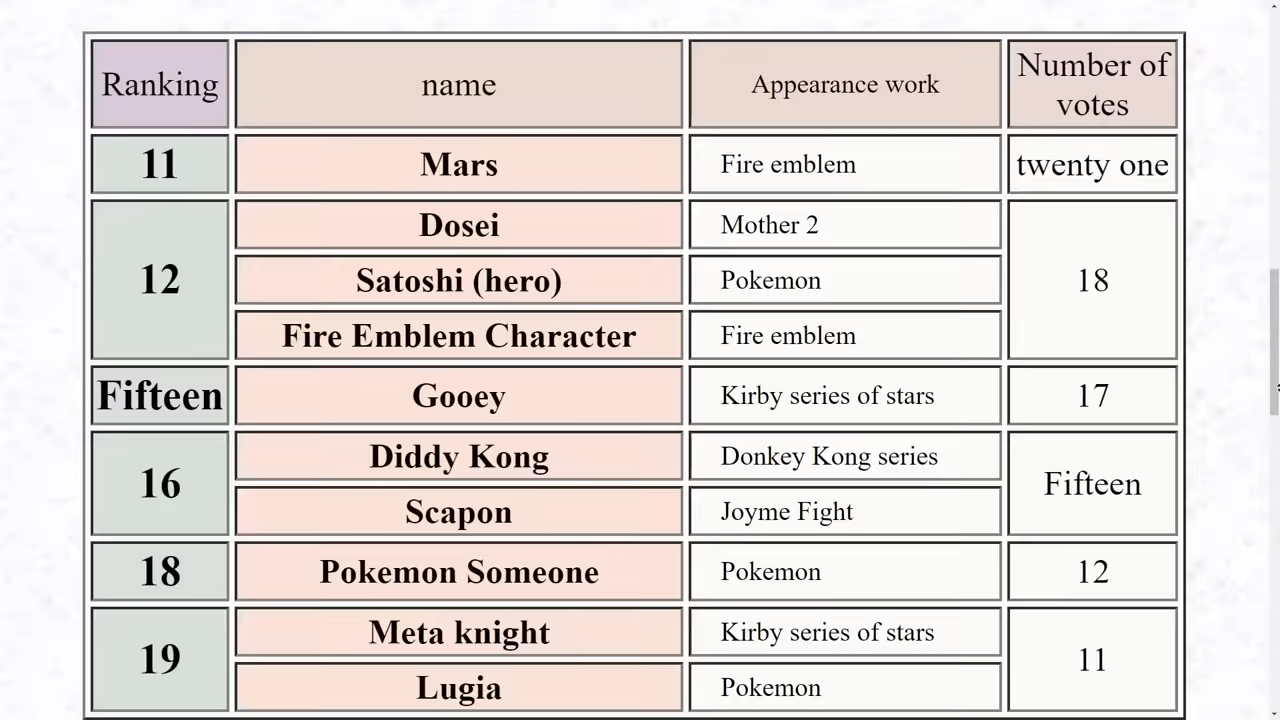 Ranking name Appearance work Number of votes
11 Mars Fire emblem twenty one
12 Dosei Mother 2 18
Satoshi (hero) Pokemon
Fire Emblem Character Fire emblem
Fifteen Gooey Kirby series of stars 17
16 Diddy Kong Donkey Kong series Fifteen
Scapon Joyme Fight
18 Pokemon Someone Pokemon 12
19 Meta knight Kirby series of stars 11
Lugia Pokemon